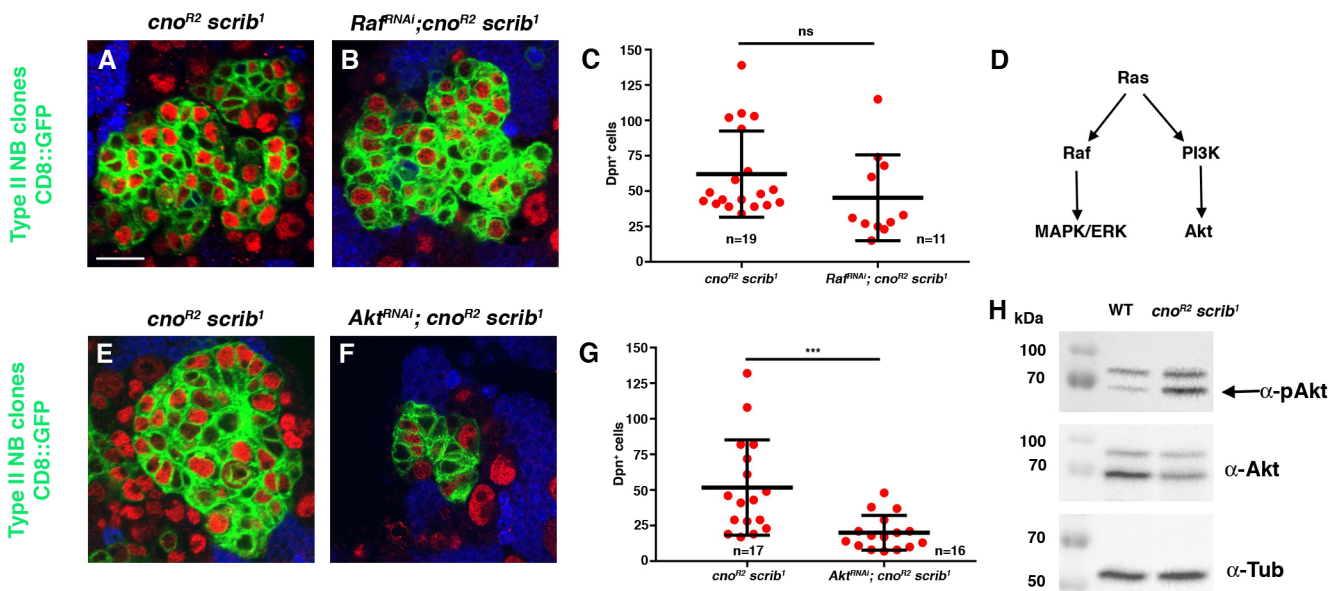 cnoR2 scrib1
RafRNAi;cnoR2 scrib1
Type II NB clones
CD8::GFP
A
B
C
ns
150
125
100
75
50
25
0
Dpn+ cells
n=19
n=11
cnoR2 scrib1
RafRNAi; cnoR2 scrib1
D
Ras
Raf
PI3K
MAPK/ERK
Akt
cnoR2 scrib1
AktRNAi; cnoR2 scrib1
Type II NB clones
CD8::GFP
E
F
G
***
150
125
100
75
50
25
0
Dpn+ cells
n=17
n=16
cnoR2 scrib1
AktRNAi; cnoR2 scrib1
H
kDa
WT
cnoR2 scrib1
100
70
α-pAkt
100
70
α-Akt
70
50
α-Tub